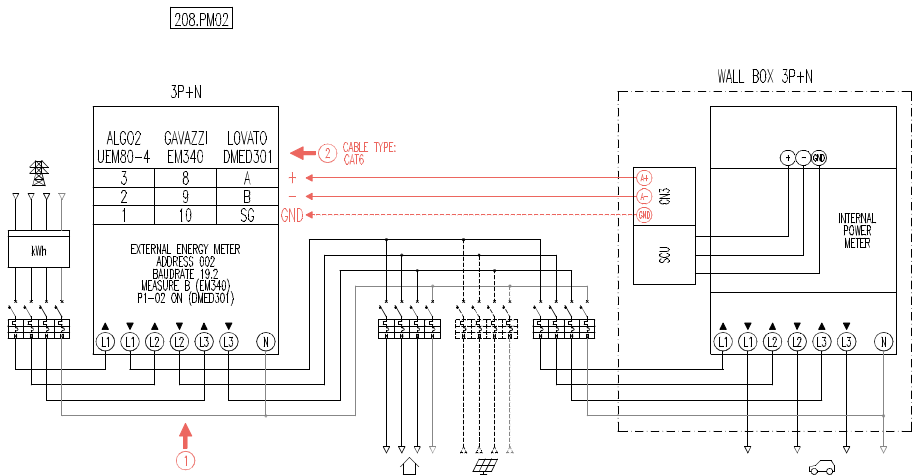 208.PM02
3P+N
WALL BOX 3P+N
ALGO2 GAVAZZI LOVATO
UEM80-4 EM340 DMED301
2 CABLE TYPE:
CAT6
3 8 A +
2 9 B -
1 10 SG GND
A+
A-
GND
CN3
SCU
+ - GND
INTERNAL
POWER
METER
kWh
EXTERNAL ENERGY METER
ADDRESS 002
BAUDRATE 19.2
MEASURE B (EM340)
P1-02 ON (DMED301)
L1 L1 L2 L2 L3 L3 N
L1 L1 L2 L2 L3 L3 N
1